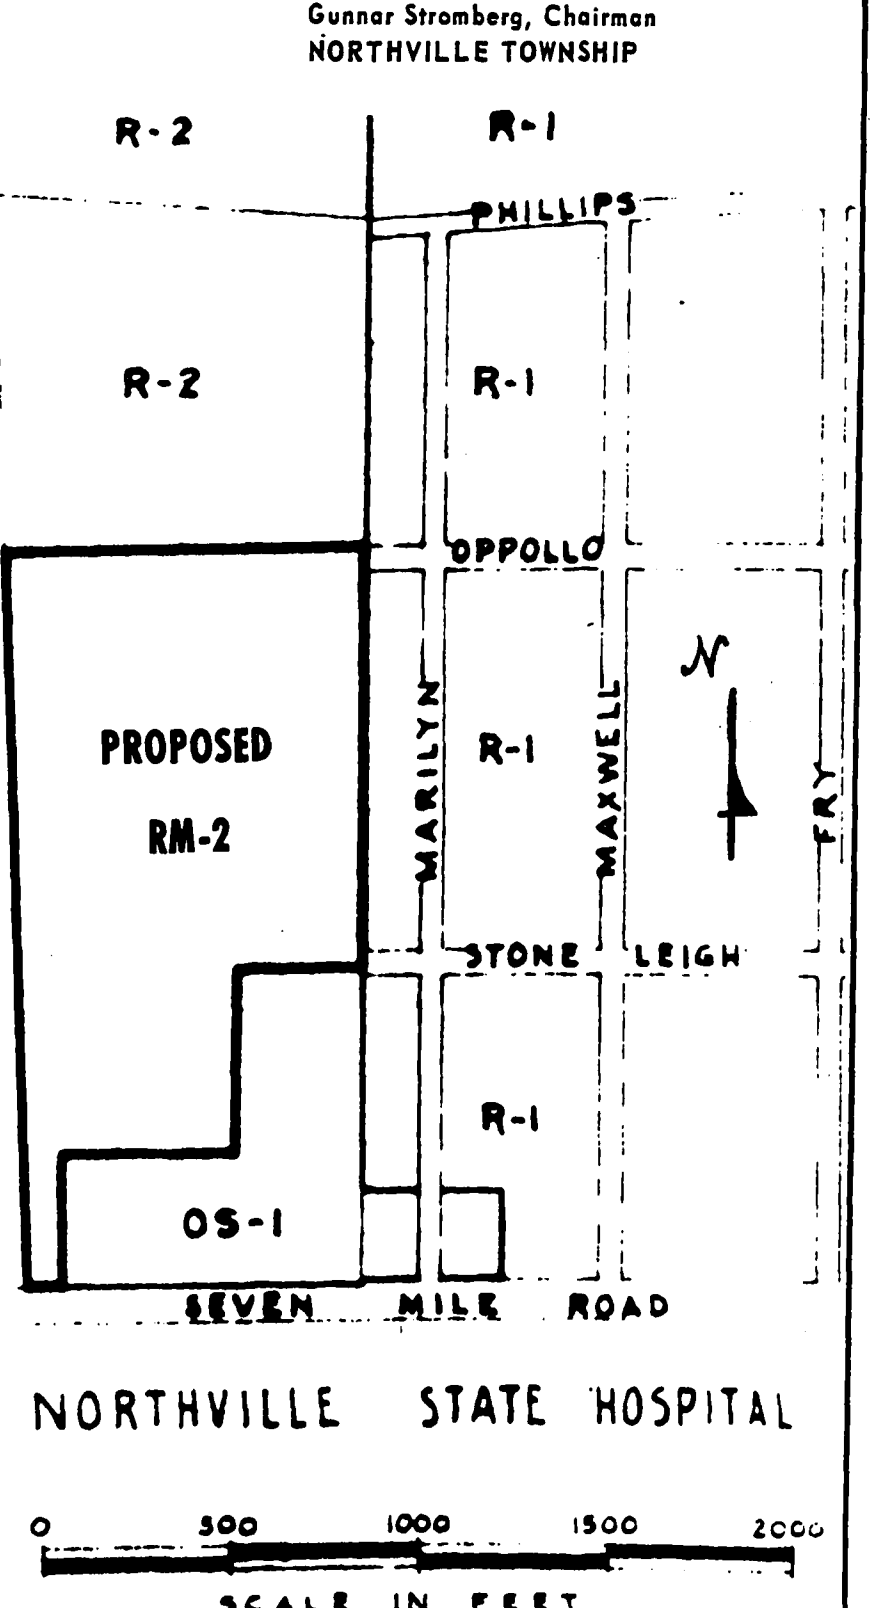 Gunnar Stromberg, Chairman
NORTHVILLE TOWNSHIP
R-2
R-1
PHILLIPS
R-2
R-1
OPPOLLO
N
MARILYN
MAXWELL
FRY
PROPOSED
RM-2
R-1
STONE LEIGH
R-1
OS-1
SEVEN MILE ROAD
NORTHVILLE STATE HOSPITAL
0 500 1000 1500 2000
SCALE IN FEET